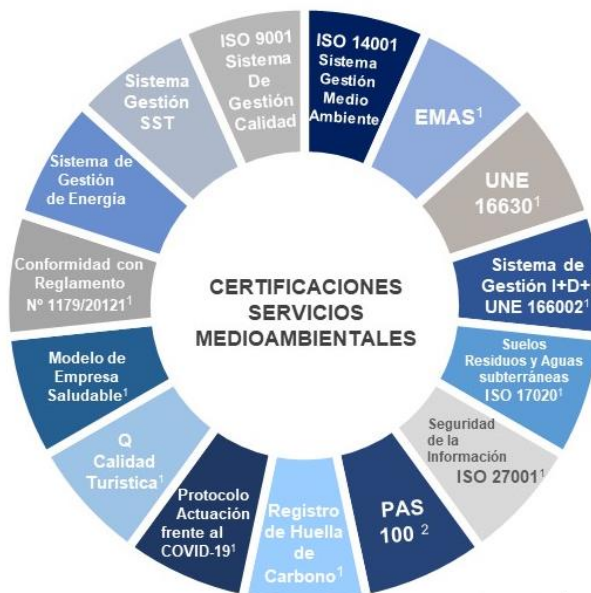 ISO 9001
Sistema
De
Gestión
Calidad
ISO 14001
Sistema
Gestión
Medio
Ambiente
EMAS¹
UNE
16630¹
Sistema de
Gestión I+D+
UNE 166002¹
Suelos
Residuos y Aguas
subterráneas
ISO 17020¹
Seguridad
de la
Información
ISO 27001¹
PAS
100 ²
Registro
de Huella
de
Carbono¹
Protocolo
Actuación
frente al
COVID-19¹
Q
Calidad
Turística¹
Modelo de
Empresa
Saludable¹
Conformidad con
Reglamento
Nº 1179/20121¹
Sistema de
Gestión
de Energía
Sistema
Gestión
SST
CERTIFICACIONES
SERVICIOS
MEDIOAMBIENTALES